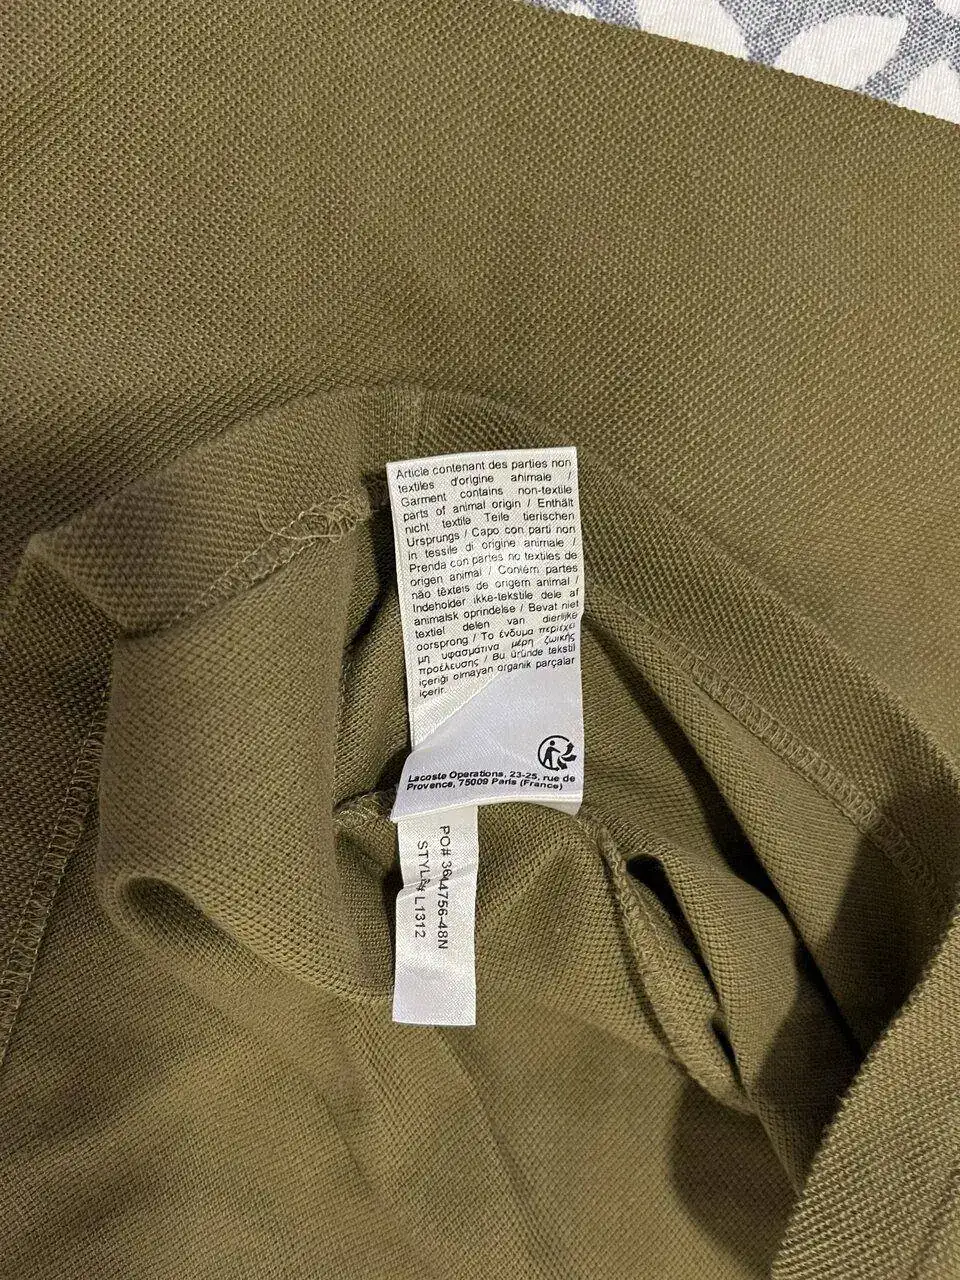 Article contenant des parties non
textiles d'origine animale /
Garment contains non-textile
parts of animal origin / Enthält
nicht textile Teile tierischen
Ursprungs / Capo con parti non
in tessile di origine animale /
Prenda con partes no textiles de
origen animal / Contém partes
não têxteis de origem animal /
Indeholder ikke-tekstile dele af
animalsk oprindelse / Bevat niet
textiel delen van dierlijke
oorsprong / Το ένδυμα περιέχει
μη υφασμάτινα μέρη ζωικής
προέλευσης / Bu üründe tekstil
içeriği olmayan organik parçalar
içerir.
Lacoste Operations, 23-25, rue de
Provence, 75009 Paris (France)
PO# 3644756-48N
STYLE# L1312